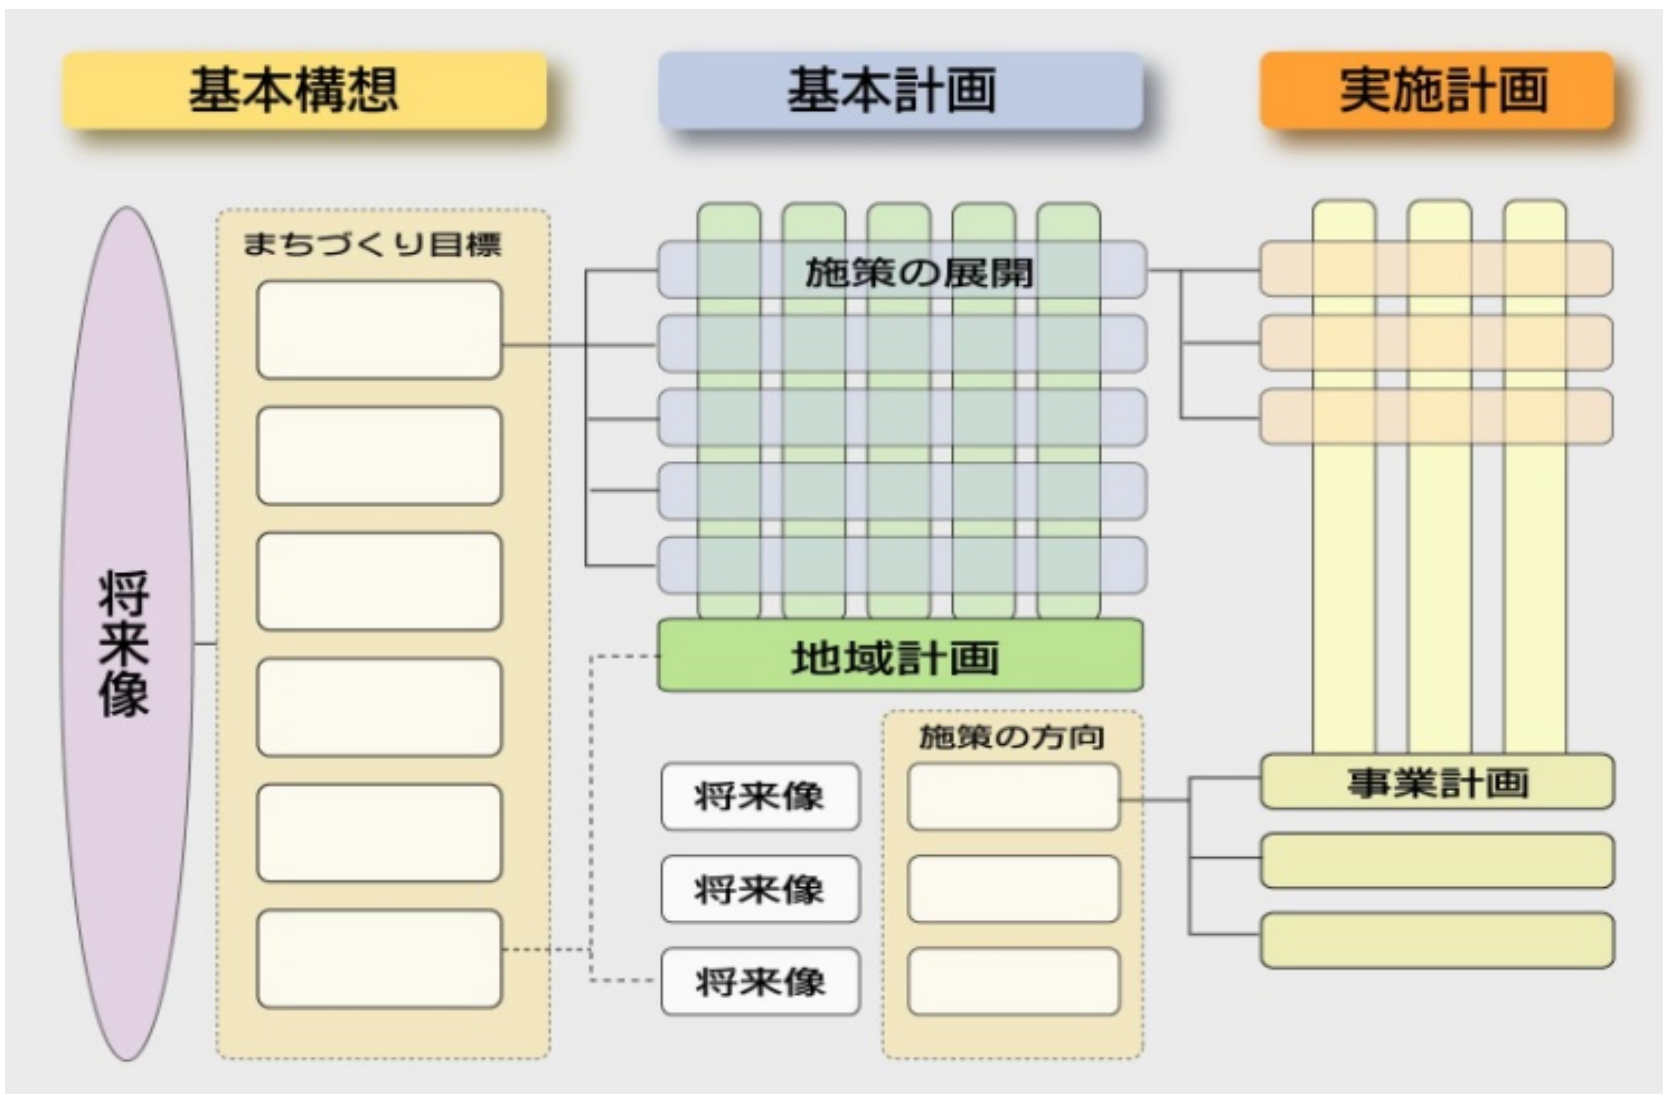 基本構想
基本計画
実施計画
将来像
まちづくり目標
施策の展開
地域計画
施策の方向
将来像
将来像
将来像
事業計画